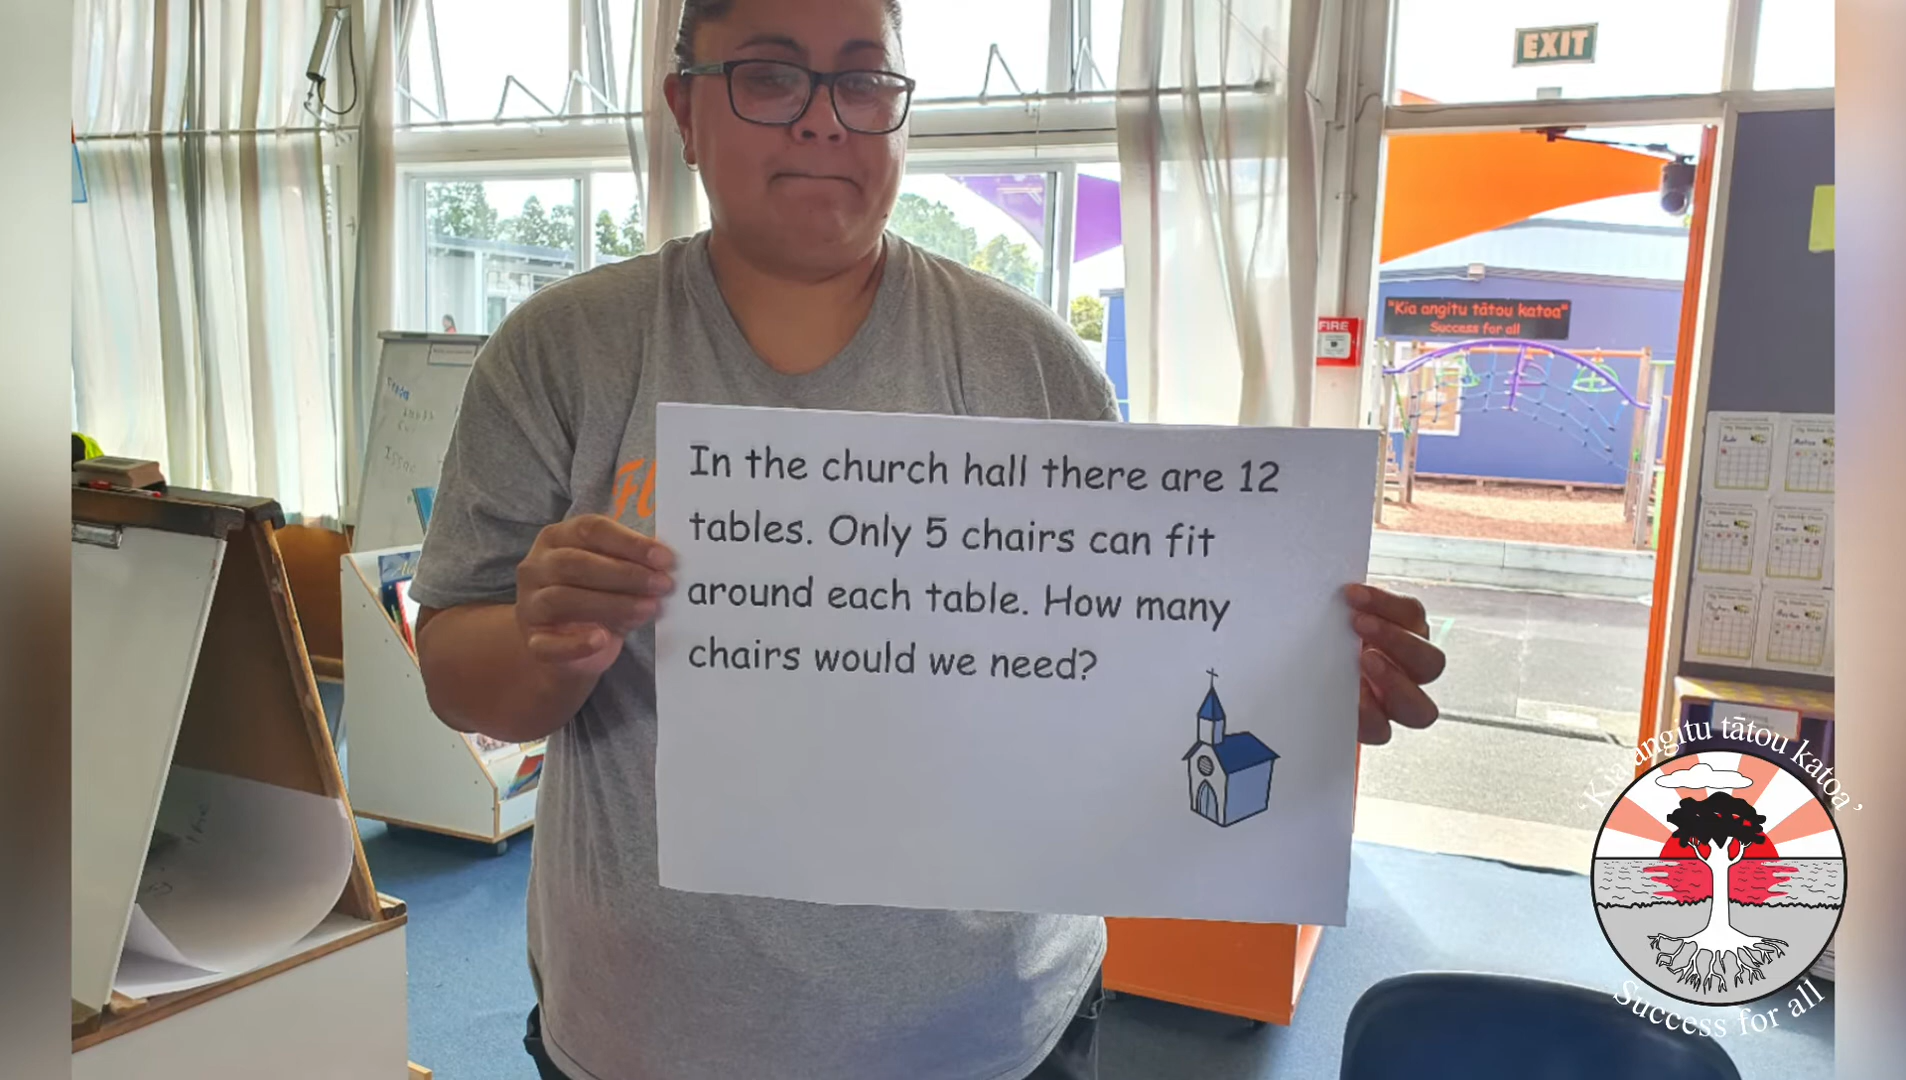 EXIT
"Kia angitu tātou katoa"
Success for all
FIRE
In the church hall there are 12
tables. Only 5 chairs can fit
around each table. How many
chairs would we need?
'Kia angitu tātou katoa'
Success for all